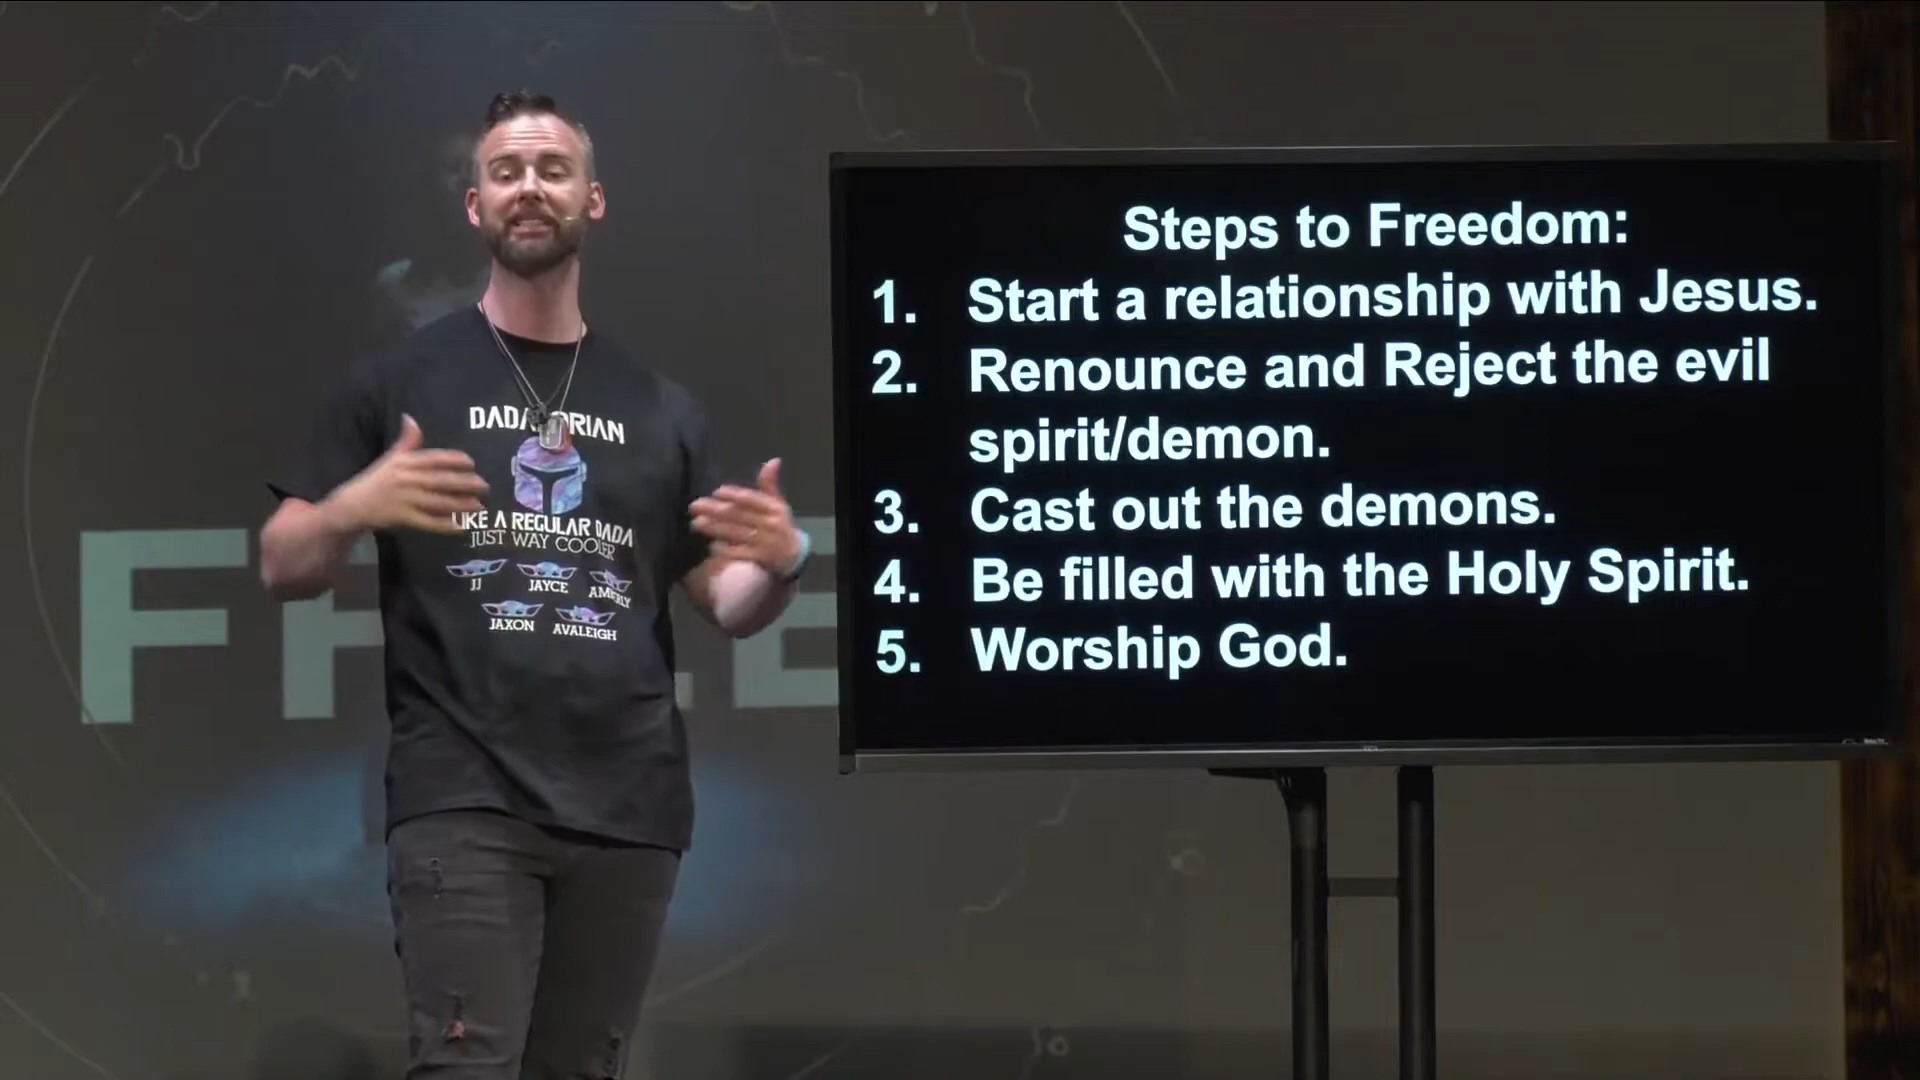 Steps to Freedom:
1. Start a relationship with Jesus.
2. Renounce and Reject the evil
spirit/demon.
3. Cast out the demons.
4. Be filled with the Holy Spirit.
5. Worship God.
LIKE A REGULAR DADA
JUST WAY COOLER
JJ JAYCE
JAXON AVALEIGH